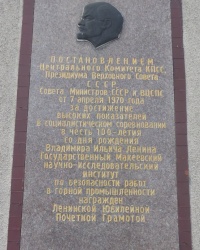 ПОСТАНОВЛЕНИЕМ
Центрального Комитета КПСС,
Президиума Верховного Совета
СССР,
Совета Министров СССР и ВЦСПС
от 7 апреля 1970 года
за достижение
высоких показателей
в социалистическом соревновании
в честь 100-летия
со дня рождения
Владимира Ильича Ленина
Государственный Макеевский
научно-исследовательский
институт
по безопасности работ
в горной промышленности
награжден
Ленинской Юбилейной
Почетной Грамотой